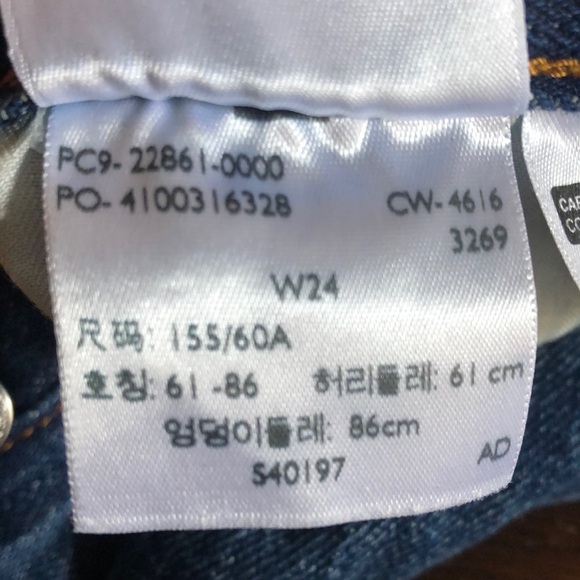 PC9- 22861-0000
PO- 4100316328
CW- 4616
3269
W24
尺码: 155/60A
호칭: 61 -86 허리둘레: 61 cm
엉덩이둘레: 86cm
S40197
AD